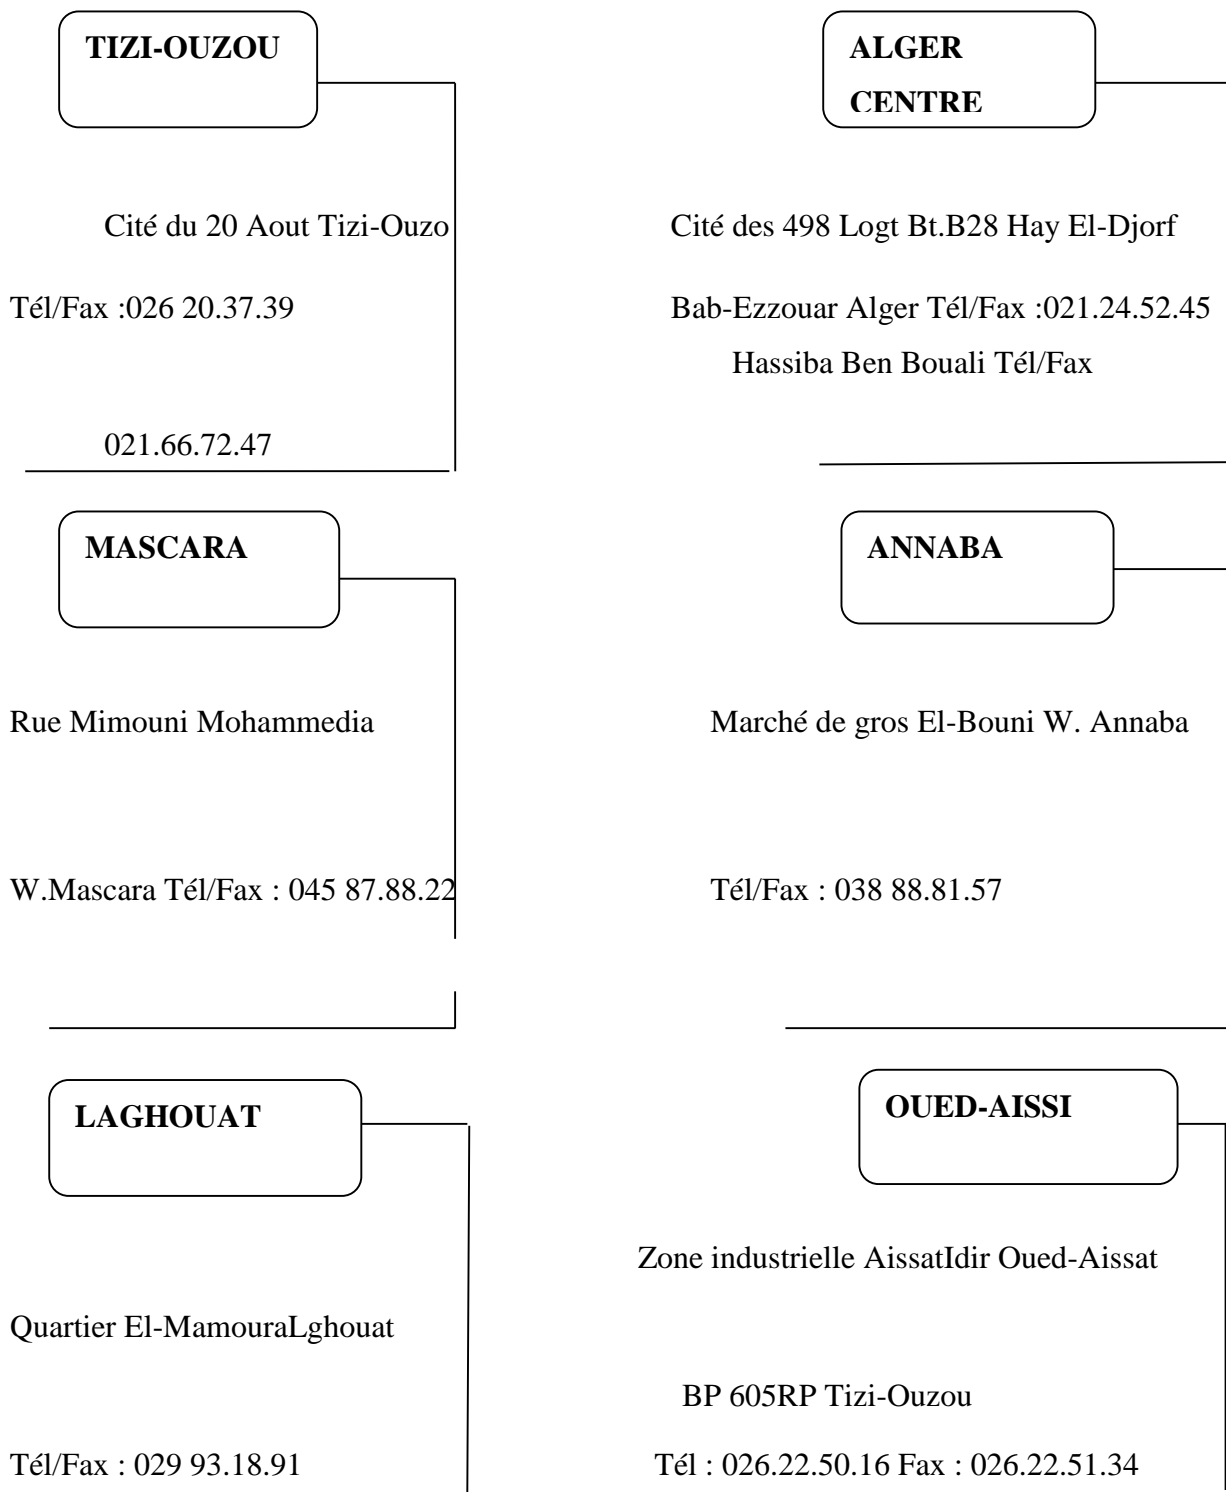 TIZI-OUZOU
Cité du 20 Aout Tizi-Ouzo
Tél/Fax :026 20.37.39
021.66.72.47
ALGER
CENTRE
Cité des 498 Logt Bt.B28 Hay El-Djorf
Bab-Ezzouar Alger Tél/Fax :021.24.52.45
Hassiba Ben Bouali Tél/Fax
MASCARA
Rue Mimouni Mohammedia
W.Mascara Tél/Fax : 045 87.88.22
ANNABA
Marché de gros El-Bouni W. Annaba
Tél/Fax : 038 88.81.57
LAGHOUAT
Quartier El-MamouraLghouat
Tél/Fax : 029 93.18.91
OUED-AISSI
Zone industrielle AissatIdir Oued-Aissat
BP 605RP Tizi-Ouzou
Tél : 026.22.50.16 Fax : 026.22.51.34